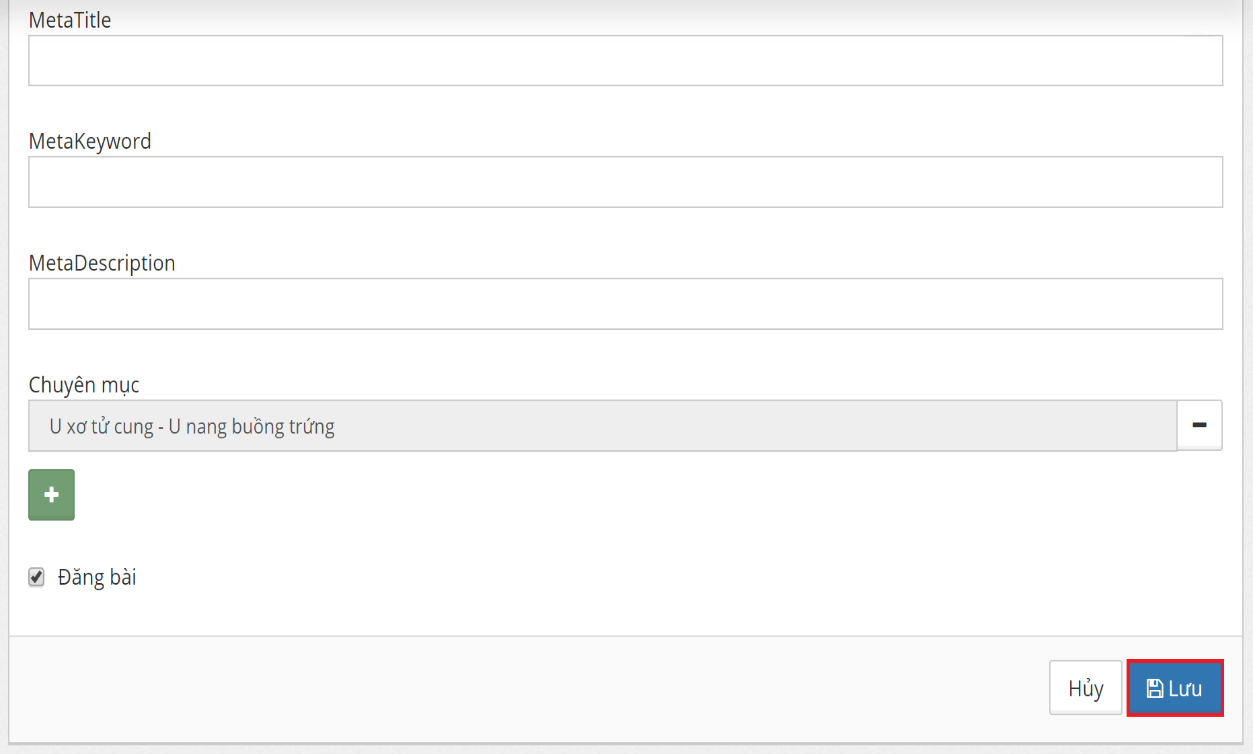 MetaTitle
MetaKeyword
MetaDescription
Chuyên mục
U xơ tử cung - U nang buồng trứng
Đăng bài
Hủy
Lưu